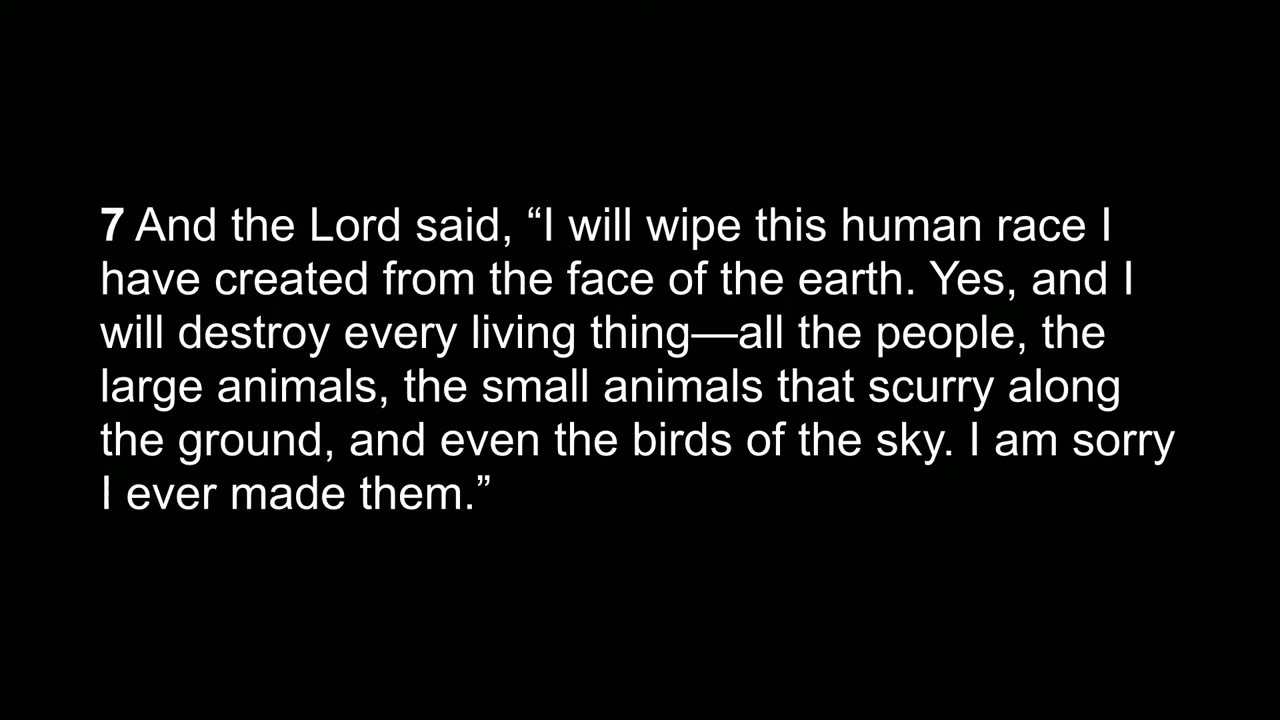 7 And the Lord said, “I will wipe this human race I
have created from the face of the earth. Yes, and I
will destroy every living thing—all the people, the
large animals, the small animals that scurry along
the ground, and even the birds of the sky. I am sorry
I ever made them.”